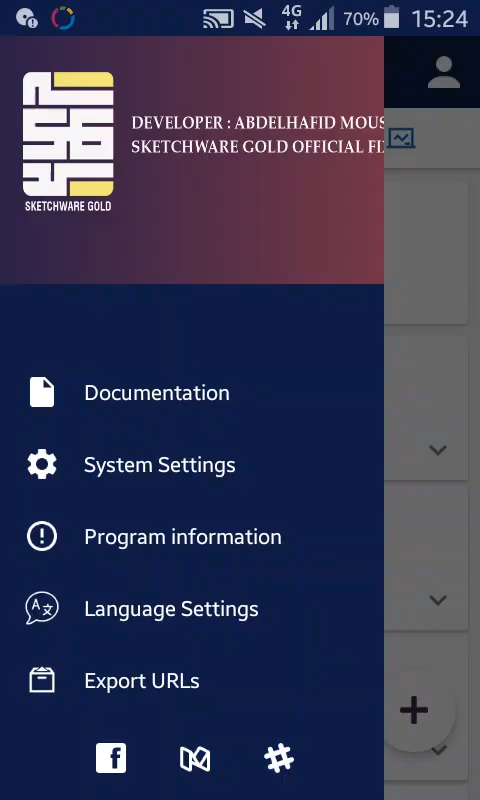 4G 70% 15:24
DEVELOPER : ABDELHAFID MOUS
SKETCHWARE GOLD OFFICIAL FI
SKETCHWARE GOLD
Documentation
System Settings
Program information
Language Settings
Export URLs